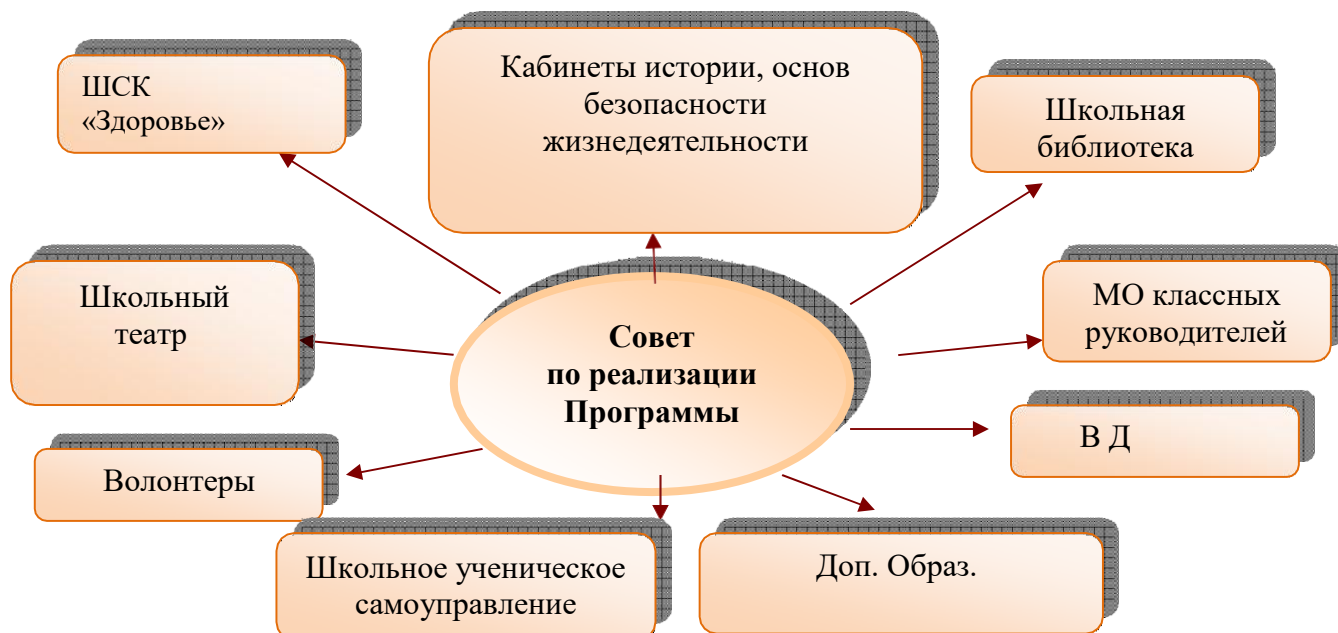 ШСК
«Здоровье»
Кабинеты истории, основ
безопасности
жизнедеятельности
Школьная
библиотека
Школьный
театр
Совет
по реализации
Программы
МО классных
руководителей
В Д
Волонтеры
Школьное ученическое
самоуправление
Доп. Образ.